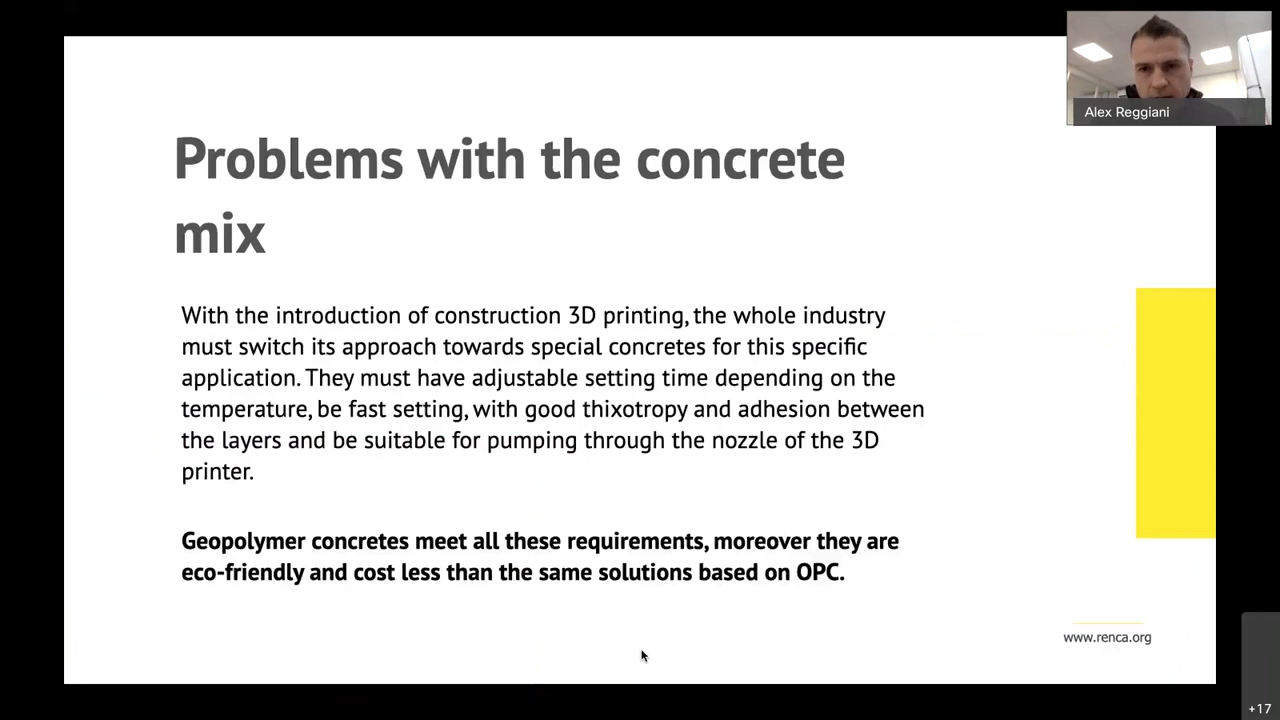 Alex Reggiani
Problems with the concrete
mix
With the introduction of construction 3D printing, the whole industry
must switch its approach towards special concretes for this specific
application. They must have adjustable setting time depending on the
temperature, be fast setting, with good thixotropy and adhesion between
the layers and be suitable for pumping through the nozzle of the 3D
printer.
Geopolymer concretes meet all these requirements, moreover they are
eco-friendly and cost less than the same solutions based on OPC.
www.renca.org
+17